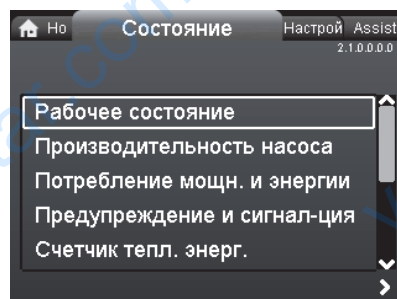 Но Состояние Настрой Assist
2.1.0.0.0.0
Рабочее состояние
Производительность насоса
Потребление мощн. и энергии
Предупреждение и сигнал-ция
Счетчик тепл. энерг.